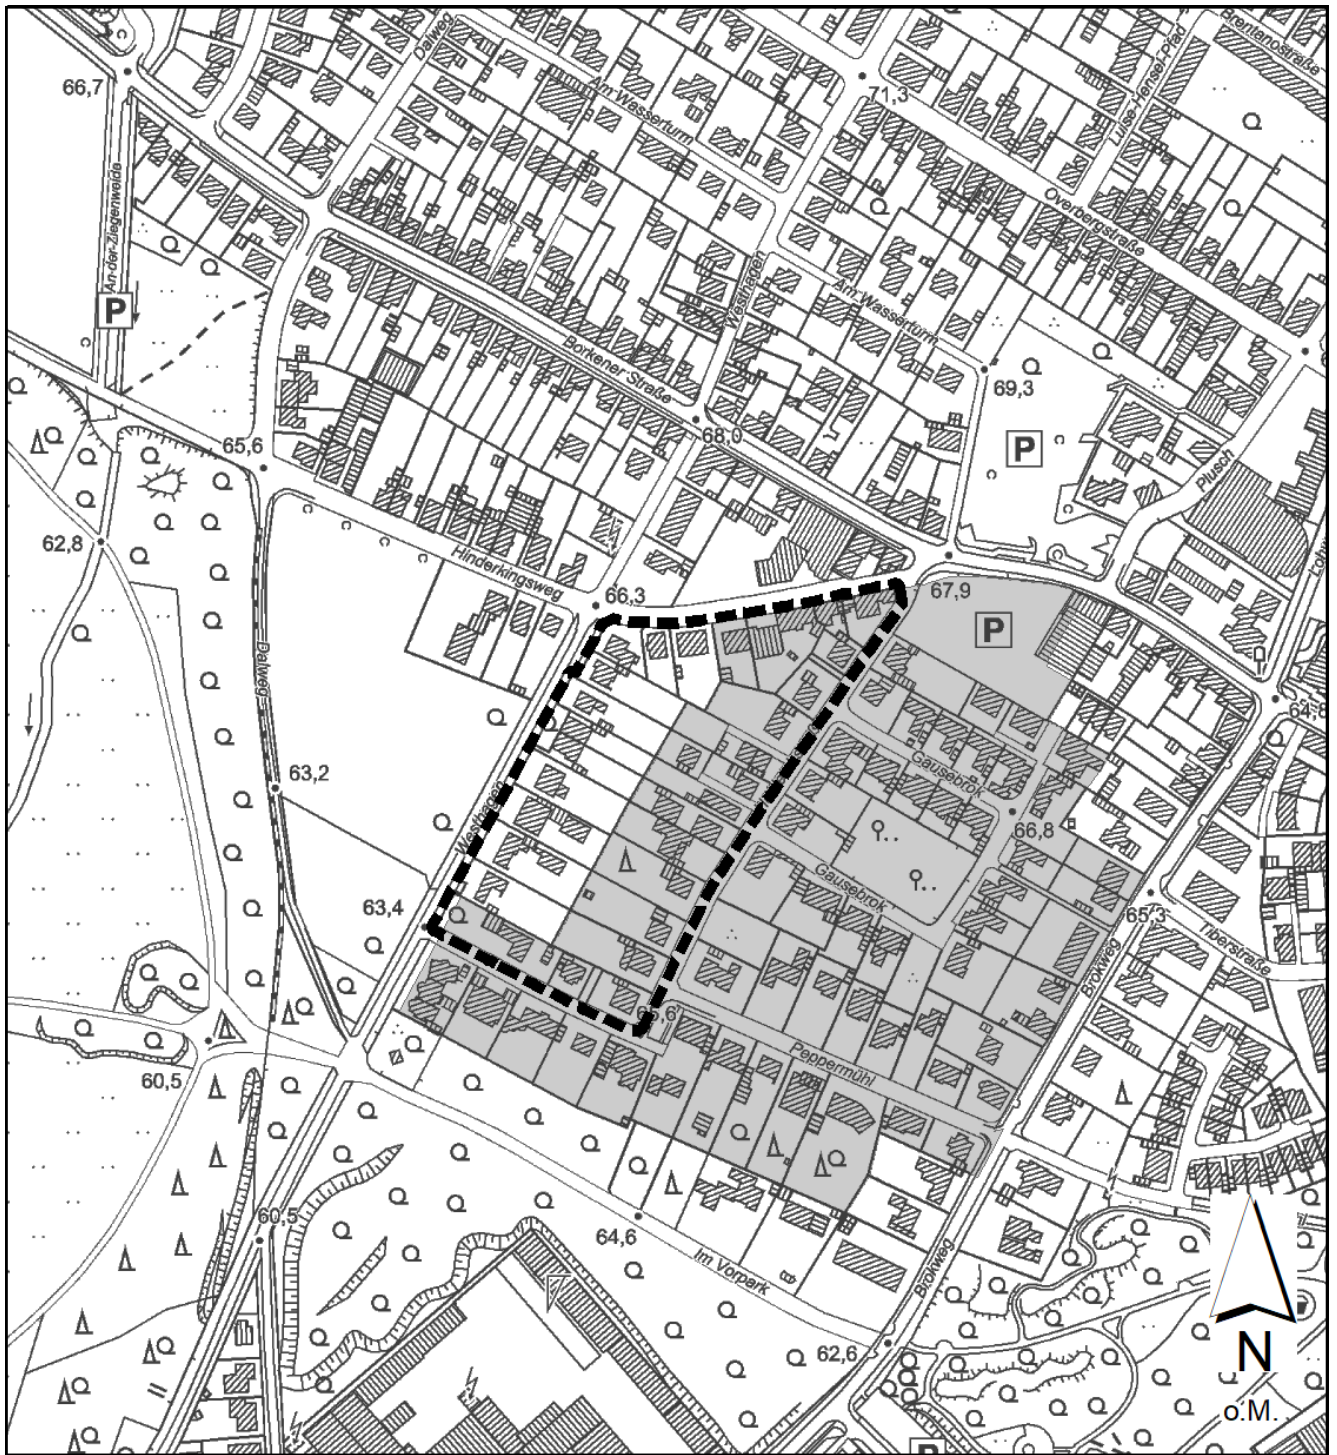 Dalweg
Brentanostraße
66,7
71,3
Am Wasserturm
Luise-Hensel-Pfad
An-der-Ziegenweide
Overbergstraße
P
Westhagen
Am Wasserturm
Borkener Straße
69,3
68,0
65,6
P
Plusch
62,8
Hinderkingsweg
66,3
67,9
P
Dalweg
64,8
63,2
Gausebrok
Westhagen
66,8
Gausebrok
63,4
65,3
Tiberstraße
Brokweg
Peppermühl
60,5
60,5
64,6
Im Vorpark
Brokweg
62,6
N
o.M.
P